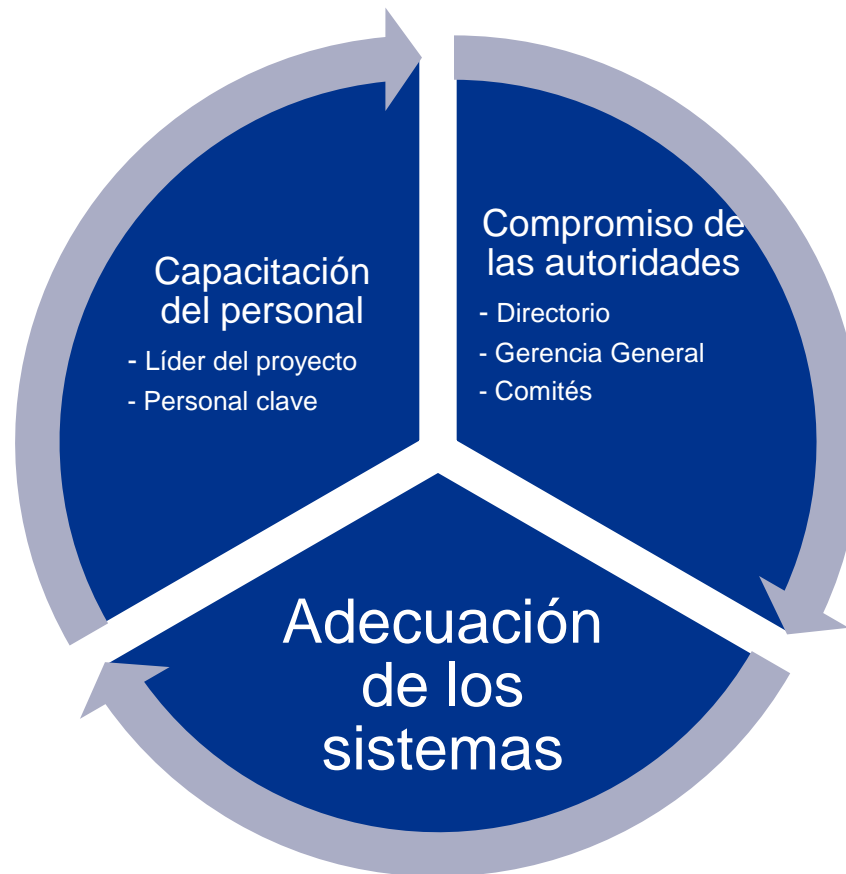 Compromiso de
las autoridades
- Directorio
- Gerencia General
- Comités
Adecuación
de los
sistemas
Capacitación
del personal
- Líder del proyecto
- Personal clave